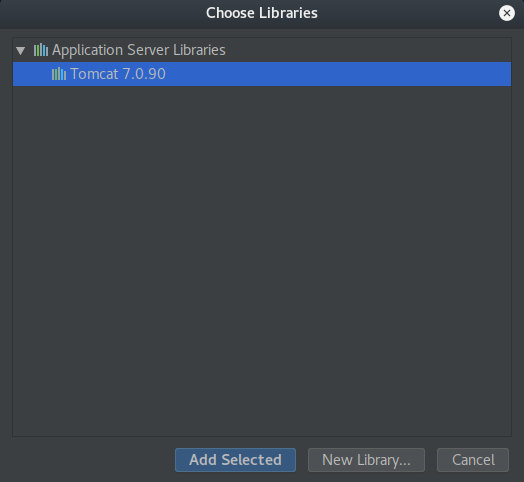 Choose Libraries
Application Server Libraries
Tomcat 7.0.90
Add Selected New Library... Cancel